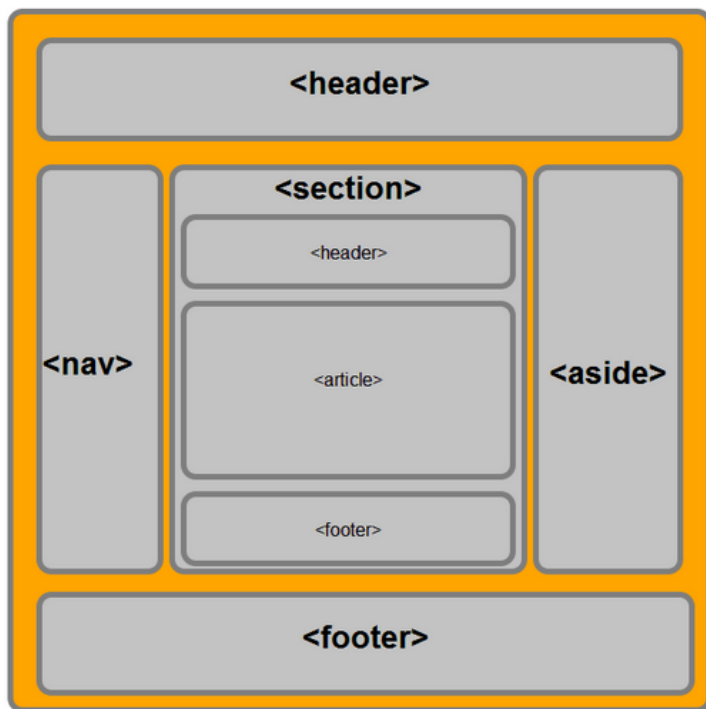 <header>
<nav>
<section>
<header>
<article>
<footer>
<aside>
<footer>